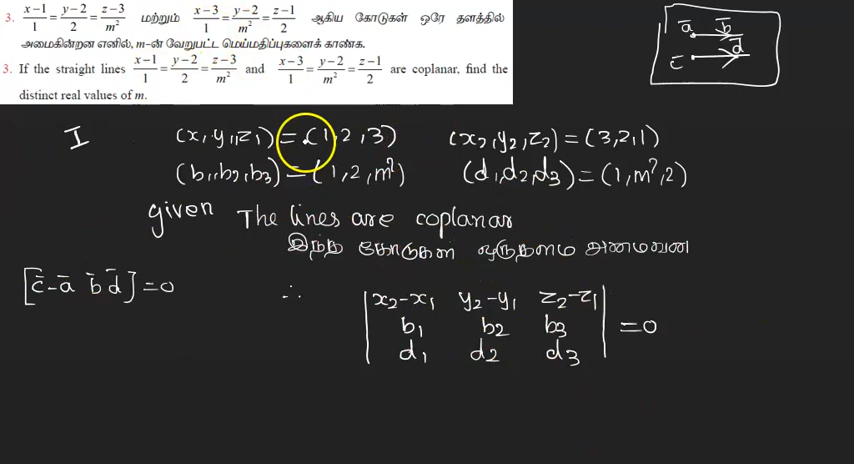 3. x−1/1 = y−2/2 = z−3/m² மற்றும் x−3/1 = y−2/m² = z−1/2 ஆகிய கோடுகள் ஒரே தளத்தில்
அமைகின்றன எனில், m-ன் வேறுபட்ட மெய்மதிப்புகளைக் காண்க.
3. If the straight lines x−1/1 = y−2/2 = z−3/m² and x−3/1 = y−2/m² = z−1/2 are coplanar, find the
distinct real values of m.
ā b̄
c̄ d̄
I (x, y₁, z₁) = (1, 2, 3) (x₂, y₂, z₂) = (3, 2, 1)
(b₁, b₂, b₃) = (1, 2, m²) (d₁, d₂, d₃) = (1, m², 2)
given The lines are coplanar
இந்த கோடுகள்
[c̄−ā b̄ d̄] = 0 ∴
x₂−x₁ y₂−y₁ z₂−z₁
b₁ b₂ b₃ = 0
d₁ d₂ d₃